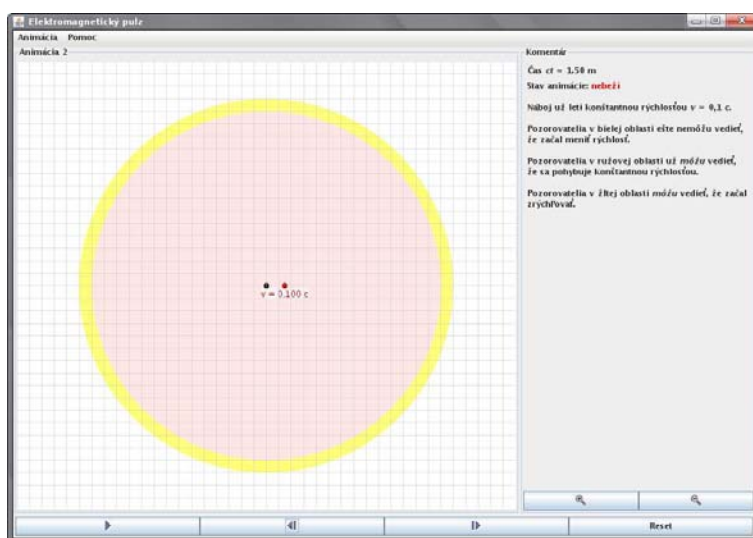 Elektromagnetický pulz
Animácia Pomoc
Animácia 2
v = 0,100 c
Komentár
Čas ct = 1.50 m
Stav animácie: nebeží
Náboj už letí konštantnou rýchlosťou v = 0,1 c.
Pozorovatelia v bielej oblasti ešte nemôžu vedieť,
že začal meniť rýchlosť.
Pozorovatelia v ružovej oblasti už môžu vedieť,
že sa pohybuje konštantnou rýchlosťou.
Pozorovatelia v žltej oblasti môžu vedieť, že začal
zrýchľovať.
Reset